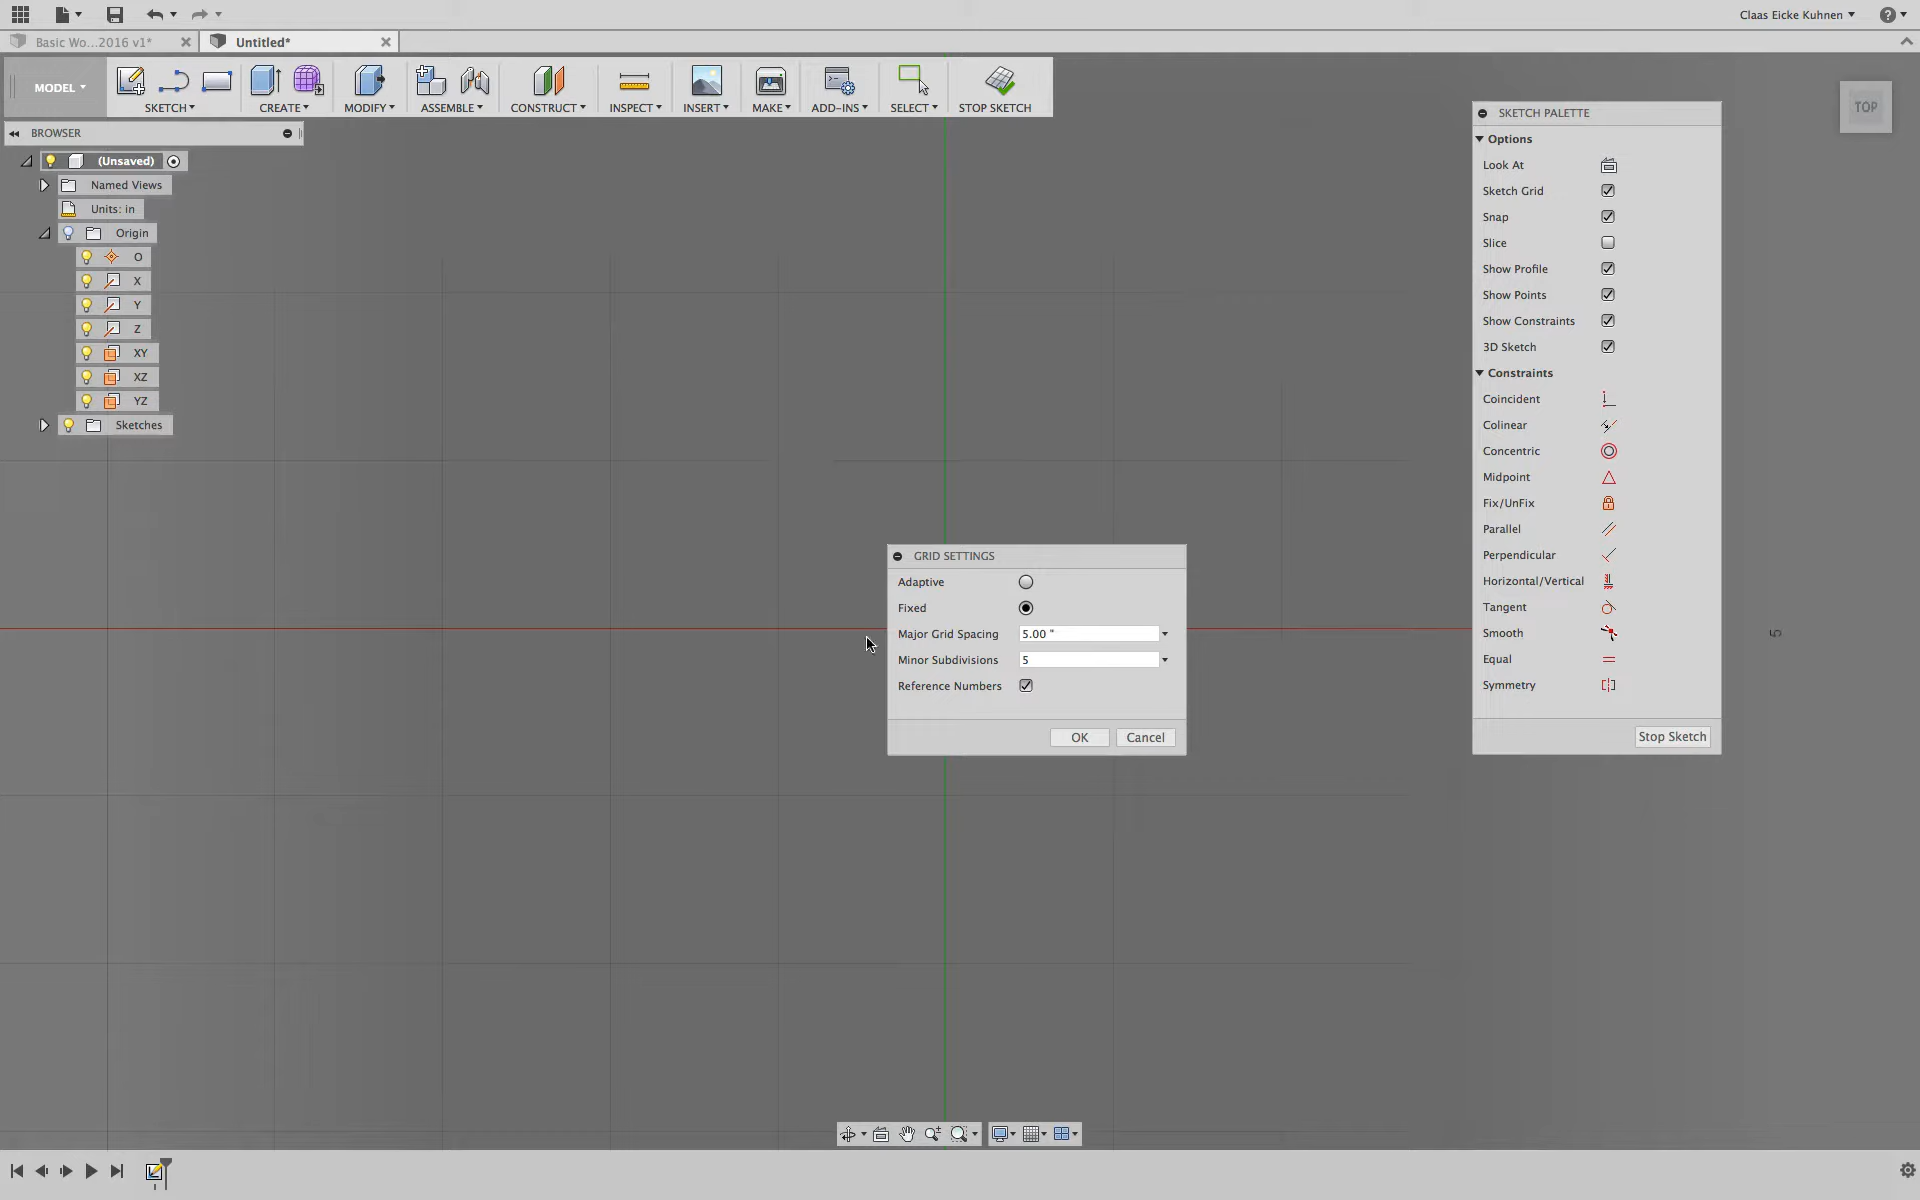 Claas Eicke Kuhnen
Basic Wo...2016 v1*
Untitled*
MODEL
SKETCH
CREATE
MODIFY
ASSEMBLE
CONSTRUCT
INSPECT
INSERT
MAKE
ADD-INS
SELECT
STOP SKETCH
TOP
BROWSER
(Unsaved)
Named Views
Units: in
Origin
O
X
Y
Z
XY
XZ
YZ
Sketches
SKETCH PALETTE
Options
Look At
Sketch Grid
Snap
Slice
Show Profile
Show Points
Show Constraints
3D Sketch
Constraints
Coincident
Colinear
Concentric
Midpoint
Fix/UnFix
Parallel
Perpendicular
Horizontal/Vertical
Tangent
Smooth
Equal
Symmetry
Stop Sketch
GRID SETTINGS
Adaptive
Fixed
Major Grid Spacing 5.00 "
Minor Subdivisions 5
Reference Numbers
OK Cancel
5